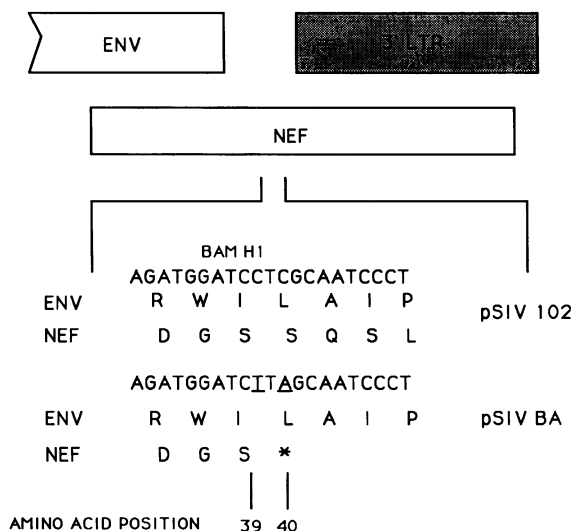 ENV
3' LTR
NEF
BAM H1
AGATGGATCCTCGCAATCCCT
ENV R W I L A I P
pSIV 102
NEF D G S S Q S L
AGATGGATCTTAGCAATCCCT
ENV R W I L A I P pSIV BA
NEF D G S *
AMINO ACID POSITION 39 40